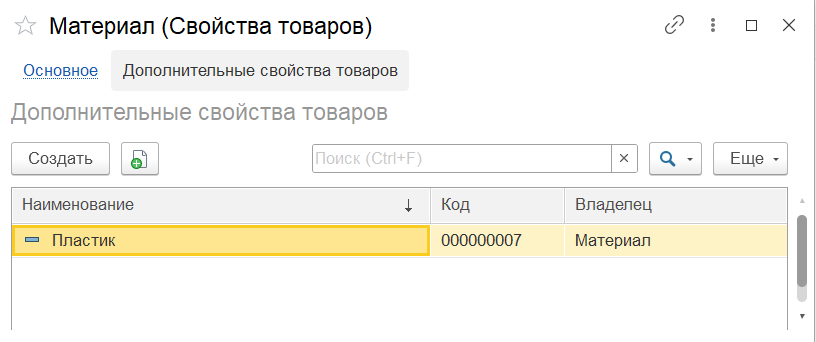 Материал (Свойства товаров)
Основное Дополнительные свойства товаров
Дополнительные свойства товаров
Создать Поиск (Ctrl+F) Еще
Наименование Код Владелец
Пластик 000000007 Материал